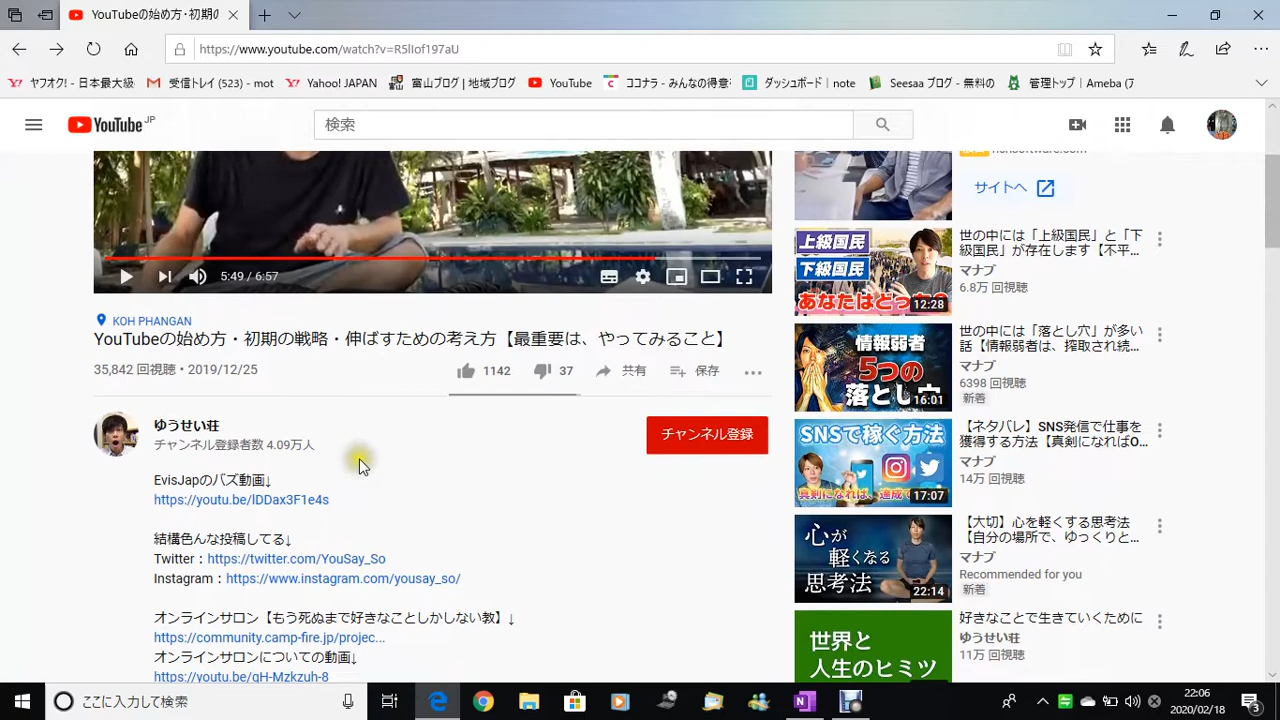 YouTubeの始め方・初期の
https://www.youtube.com/watch?v=R5lIof197aU
ヤフオク! - 日本最大級
受信トレイ (523) - mot
Yahoo! JAPAN
富山ブログ | 地域ブログ
YouTube
ココナラ - みんなの得意
ダッシュボード | note
Seesaa ブログ - 無料の
管理トップ | Ameba (ア
YouTube JP
検索
サイトへ
5:49 / 6:57
KOH PHANGAN
YouTubeの始め方・初期の戦略・伸ばすための考え方【最重要は、やってみること】
35,842 回視聴・2019/12/25
1142
37
共有
保存
ゆうせい荘
チャンネル登録者数 4.09万人
チャンネル登録
EvisJapのバズ動画↓
https://youtu.be/lDDax3F1e4s
結構色んな投稿してる↓
Twitter：https://twitter.com/YouSay_So
Instagram：https://www.instagram.com/yousay_so/
オンラインサロン【もう死ぬまで好きなことしかしない教】↓
https://community.camp-fire.jp/projec...
オンラインサロンについての動画↓
https://youtu.be/qH-Mzkzuh-8
上級国民
下級国民
12:28
世の中には「上級国民」と「下
級国民」が存在します【不平...
マナブ
6.8万 回視聴
情報弱者
5つの
落とし穴
16:01
世の中には「落とし穴」が多い
話【情報弱者は、搾取され続...
マナブ
6398 回視聴
新着
SNSで稼ぐ方法
17:07
【ネタバレ】SNS発信で仕事を
獲得する方法【真剣になればO...
マナブ
14万 回視聴
心が
軽くなる
思考法
22:14
【大切】心を軽くする思考法
【自分の場所で、ゆっくりと...
マナブ
Recommended for you
新着
世界と
人生のヒミツ
好きなことで生きていくために
ゆうせい荘
11万 回視聴
ここに入力して検索
22:06
2020/02/18
3